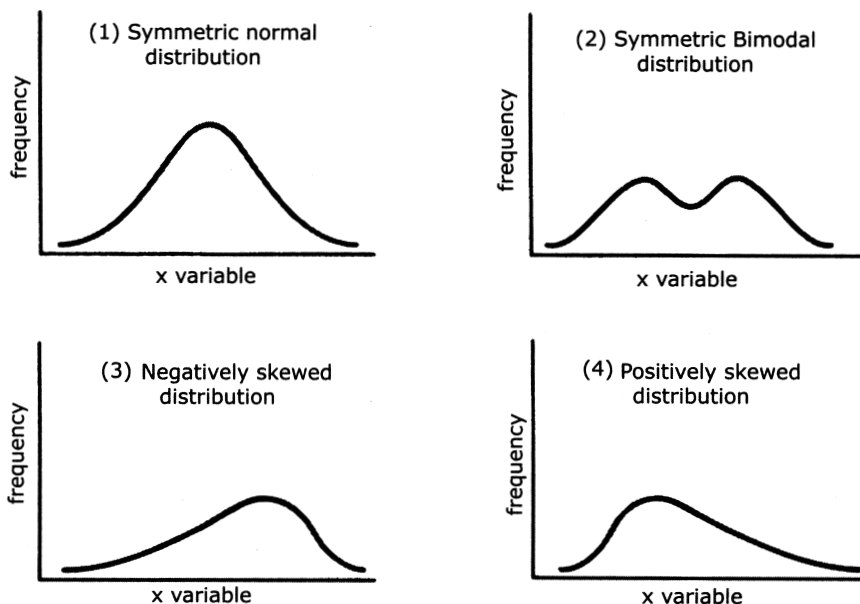 (1) Symmetric normal
distribution
frequency
x variable
(2) Symmetric Bimodal
distribution
frequency
x variable
(3) Negatively skewed
distribution
frequency
x variable
(4) Positively skewed
distribution
frequency
x variable